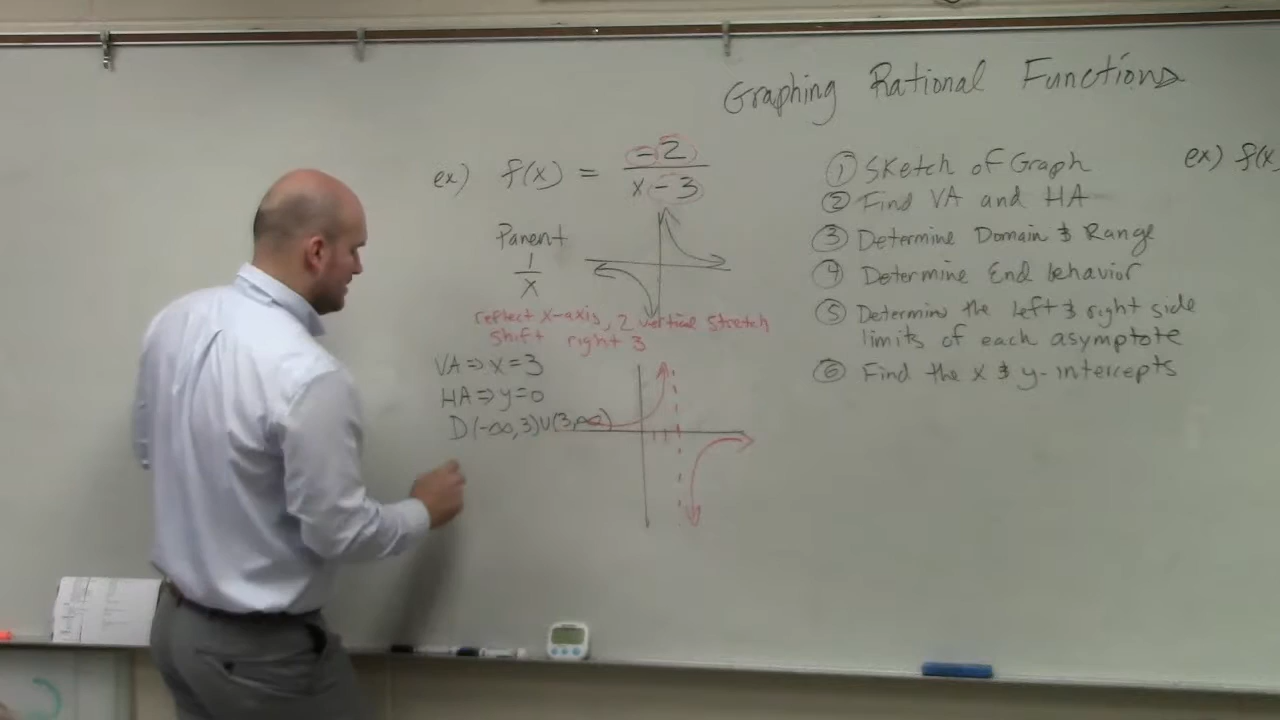 Graphing Rational Functions
ex) f(x) = -2 / x - 3
Parent
1 / x
reflect x-axis, 2 vertical stretch
shift right 3
VA ⇒ x = 3
HA ⇒ y = 0
D (-∞, 3) ∪ (3, ∞)
① Sketch of Graph
② Find VA and HA
③ Determine Domain & Range
④ Determine End behavior
⑤ Determine the left & right side
limits of each asymptote
⑥ Find the x & y-intercepts
ex) f(x